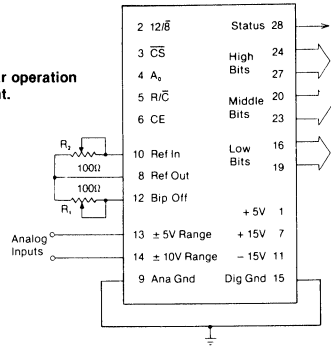 r operation
t.
2 12/8̅ Status 28
3 C̅S̅ High Bits 24
4 A₀ 27
5 R/C̅ Middle Bits 20
6 CE 23
R₂
100Ω
10 Ref In Low Bits 16
8 Ref Out 19
100Ω
R₁
12 Bip Off
+ 5V 1
Analog Inputs
13 ± 5V Range + 15V 7
14 ± 10V Range − 15V 11
9 Ana Gnd Dig Gnd 15